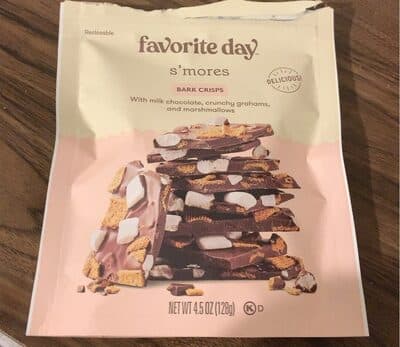 Resealable
favorite day™
s'mores
BARK CRISPS
DELICIOUS!
With milk chocolate, crunchy grahams,
and marshmallows
NET WT 4.5 OZ (128g)
K D